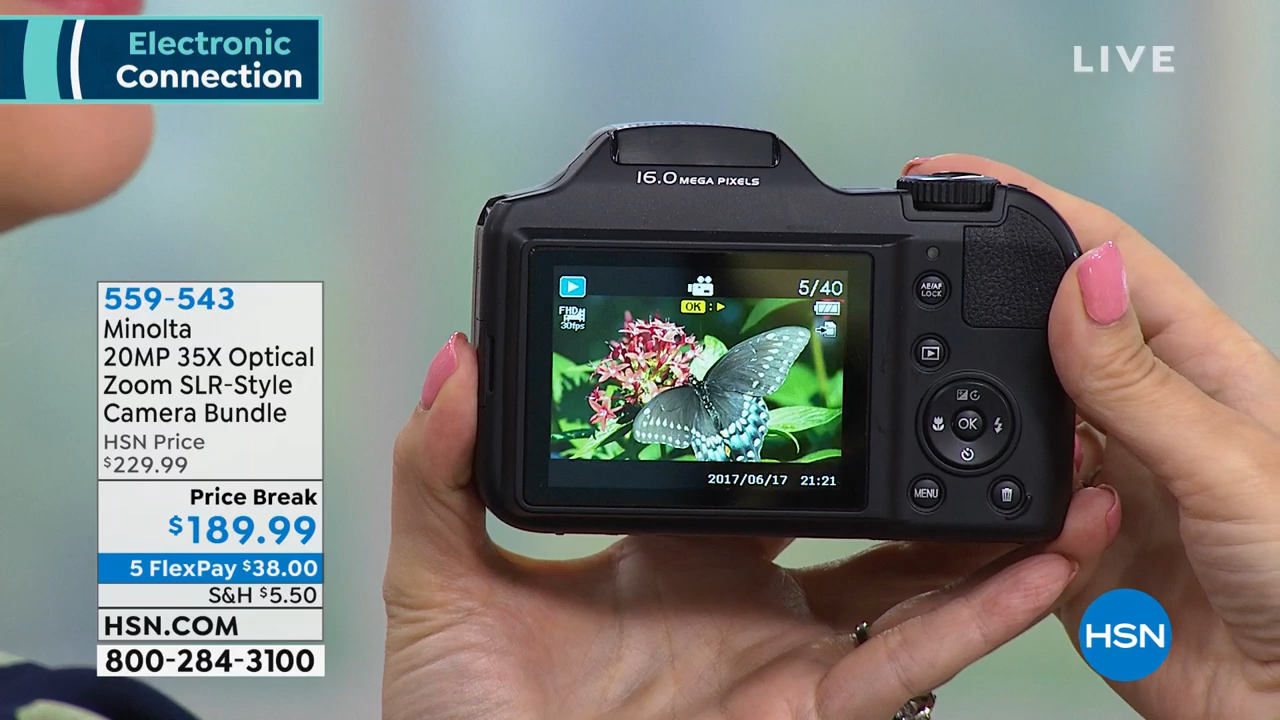 Electronic
Connection
LIVE
559-543
Minolta
20MP 35X Optical
Zoom SLR-Style
Camera Bundle
HSN Price
$229.99
Price Break
$189.99
5 FlexPay $38.00
S&H $5.50
HSN.COM
800-284-3100
16.0 MEGA PIXELS
5/40
OK:
FHD
30fps
2017/06/17 21:21
AE/AF
LOCK
OK
MENU
HSN